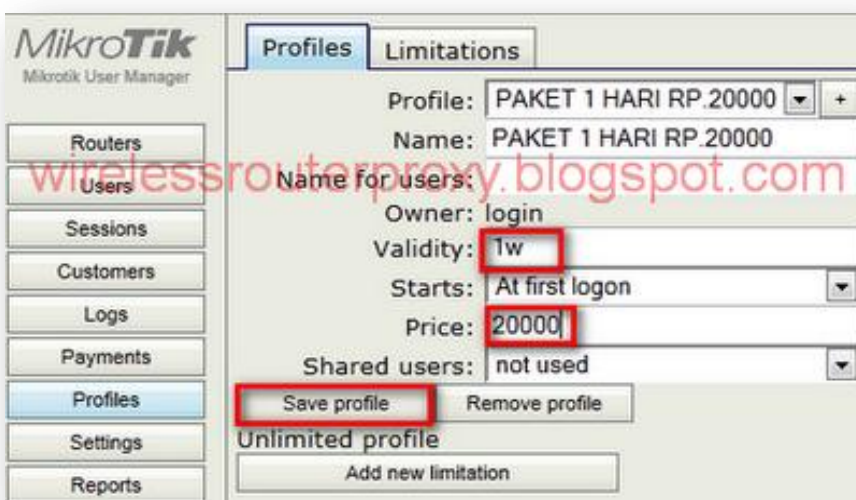 MikroTik
Mikrotik User Manager
Routers
Users
Sessions
Customers
Logs
Payments
Profiles
Settings
Reports
Profiles Limitations
Profile: PAKET 1 HARI RP.20000 +
Name: PAKET 1 HARI RP.20000
Name for users:
Owner: login
Validity: 1w
Starts: At first logon
Price: 20000
Shared users: not used
Save profile Remove profile
Unlimited profile
Add new limitation
wirelessrouterproxy.blogspot.com